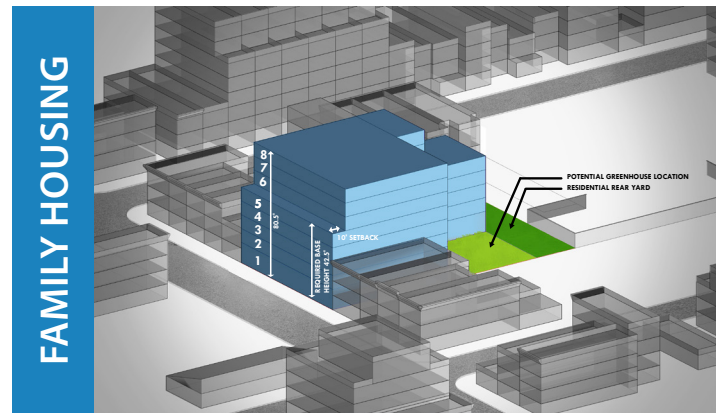 FAMILY HOUSING
8
7
6
5
4
3
2
1
80.5'
REQUIRED BASE
HEIGHT 42.5'
10' SETBACK
POTENTIAL GREENHOUSE LOCATION
RESIDENTIAL REAR YARD